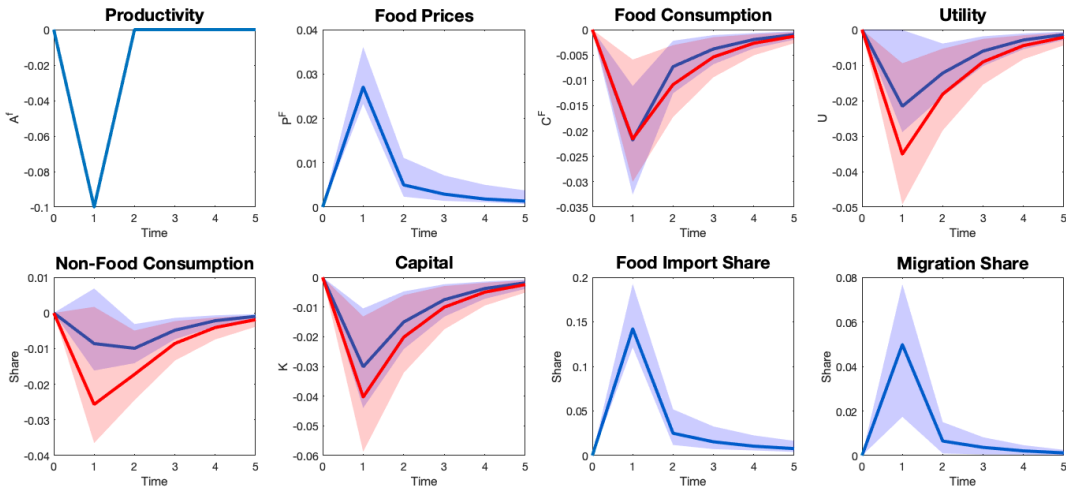 Productivity
0
-0.02
-0.04
-0.06
-0.08
-0.1
A^f
0 1 2 3 4 5
Time
Food Prices
0.04
0.03
0.02
0.01
0
P^F
0 1 2 3 4 5
Time
Food Consumption
0
-0.005
-0.01
-0.015
-0.02
-0.025
-0.03
-0.035
C^F
0 1 2 3 4 5
Time
Utility
0
-0.01
-0.02
-0.03
-0.04
-0.05
U
0 1 2 3 4 5
Time
Non-Food Consumption
0.01
0
-0.01
-0.02
-0.03
-0.04
Share
0 1 2 3 4 5
Time
Capital
0
-0.01
-0.02
-0.03
-0.04
-0.05
-0.06
K
0 1 2 3 4 5
Time
Food Import Share
0.2
0.15
0.1
0.05
0
Share
0 1 2 3 4 5
Time
Migration Share
0.08
0.06
0.04
0.02
0
Share
0 1 2 3 4 5
Time